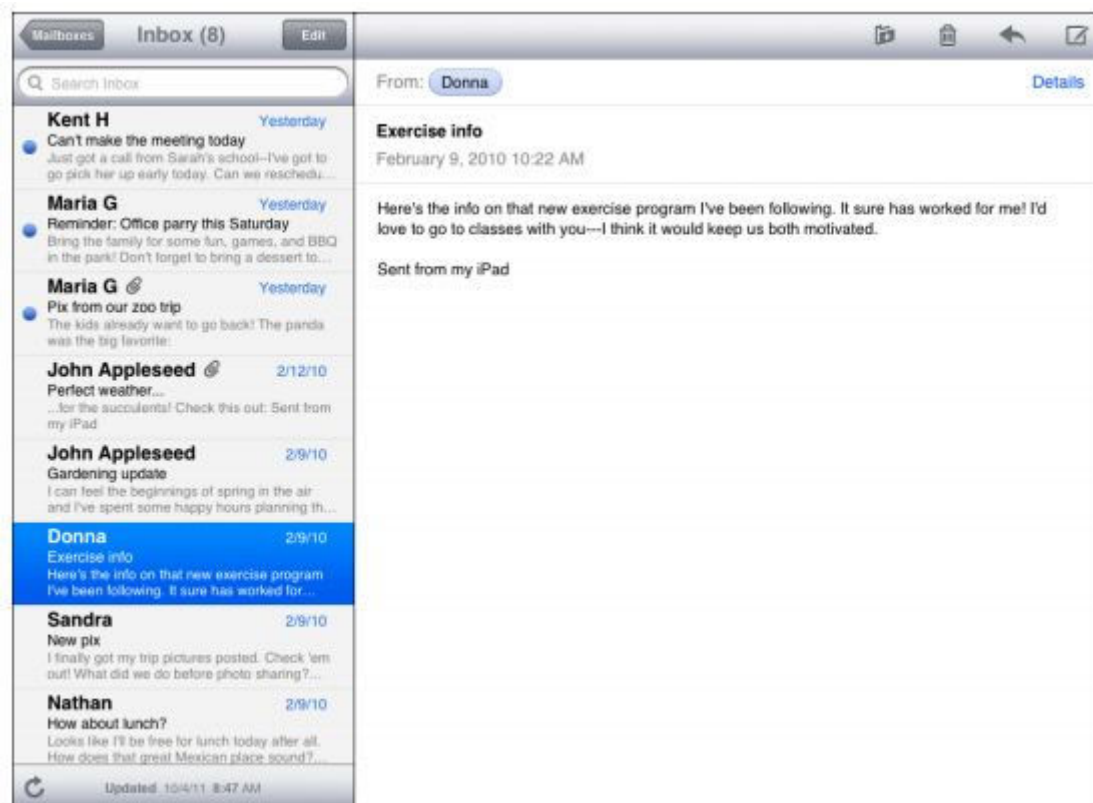 Mailboxes
Inbox (8)
Edit
Search Inbox
Kent H Yesterday
Can't make the meeting today
Just got a call from Sarah's school--I've got to
go pick her up early today. Can we reschedu...
Maria G Yesterday
Reminder: Office parry this Saturday
Bring the family for some fun, games, and BBQ
in the park! Don't forget to bring a dessert to...
Maria G Yesterday
Pix from our zoo trip
The kids already want to go back! The panda
was the big favorite:
John Appleseed 2/12/10
Perfect weather...
...for the succulents! Check this out: Sent from
my iPad
John Appleseed 2/9/10
Gardening update
I can feel the beginnings of spring in the air
and I've spent some happy hours planning th...
Donna 2/9/10
Exercise info
Here's the info on that new exercise program
I've been following. It sure has worked for...
Sandra 2/9/10
New pix
I finally got my trip pictures posted. Check 'em
out! What did we do before photo sharing?...
Nathan 2/9/10
How about lunch?
Looks like I'll be free for lunch today after all.
How does that great Mexican place sound?...
Updated 10/4/11 8:47 AM
From: Donna
Details
Exercise info
February 9, 2010 10:22 AM
Here's the info on that new exercise program I've been following. It sure has worked for me! I'd
love to go to classes with you---I think it would keep us both motivated.
Sent from my iPad